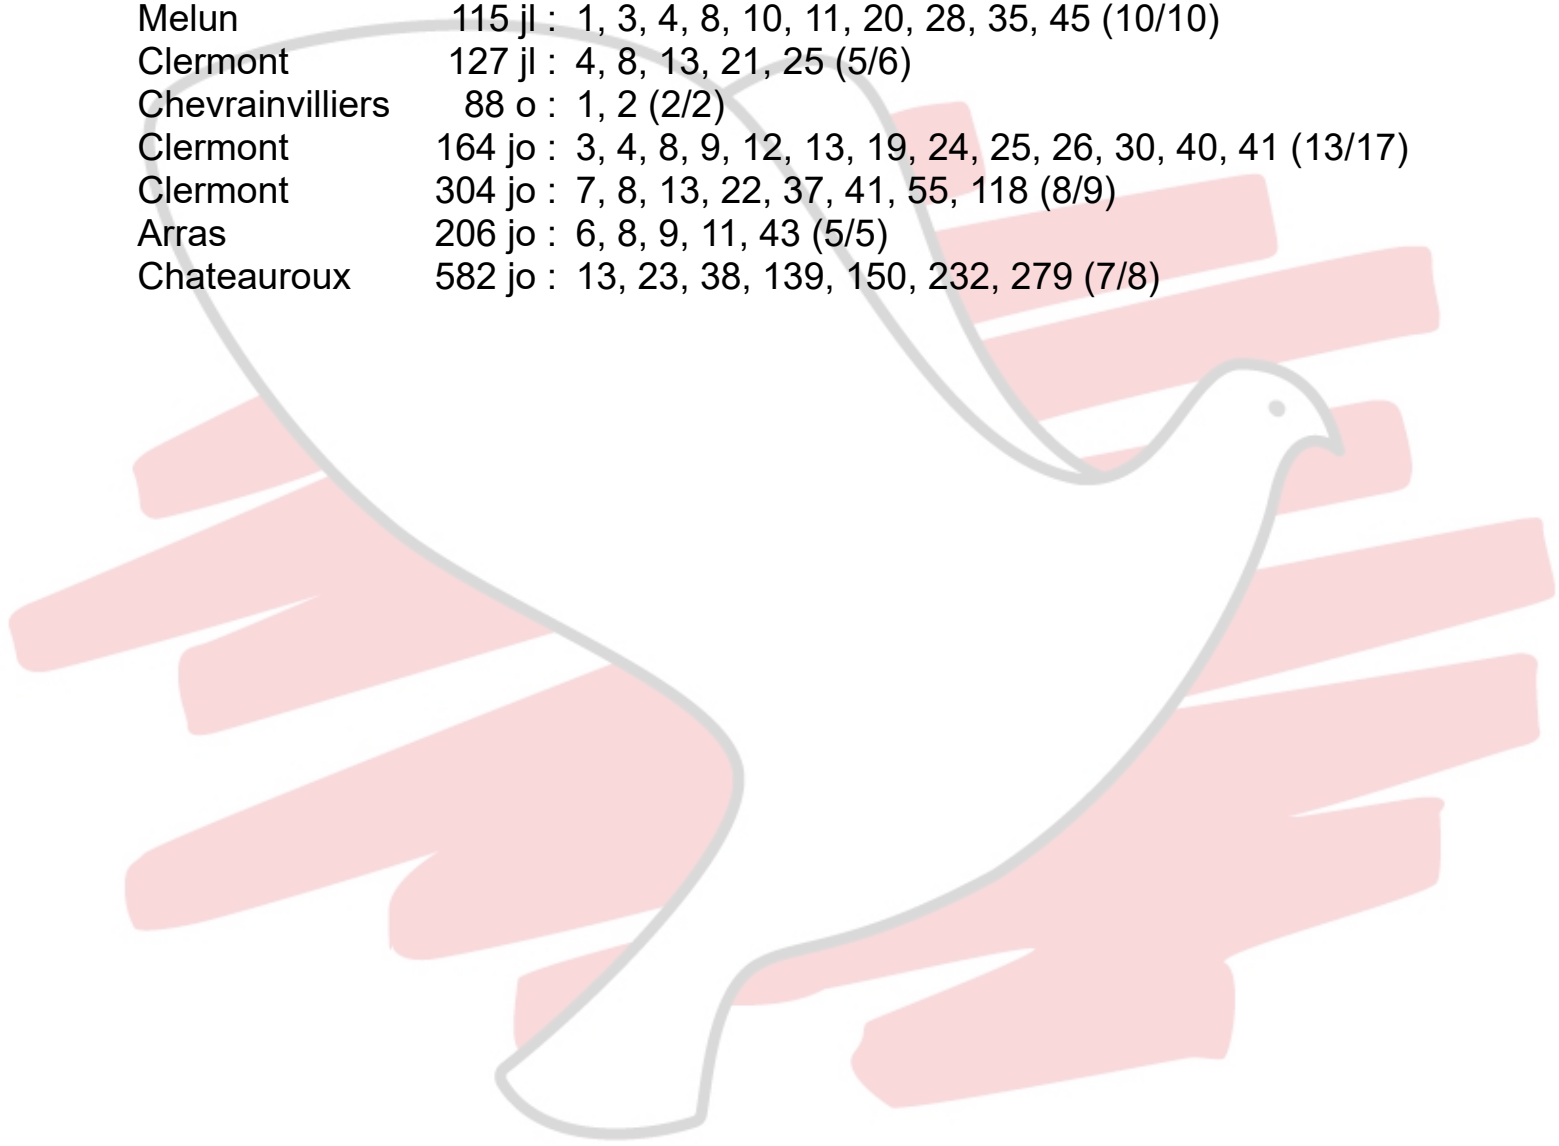 Melun 115 jl : 1, 3, 4, 8, 10, 11, 20, 28, 35, 45 (10/10)
Clermont 127 jl : 4, 8, 13, 21, 25 (5/6)
Chevrainvilliers 88 o : 1, 2 (2/2)
Clermont 164 jo : 3, 4, 8, 9, 12, 13, 19, 24, 25, 26, 30, 40, 41 (13/17)
Clermont 304 jo : 7, 8, 13, 22, 37, 41, 55, 118 (8/9)
Arras 206 jo : 6, 8, 9, 11, 43 (5/5)
Chateauroux 582 jo : 13, 23, 38, 139, 150, 232, 279 (7/8)